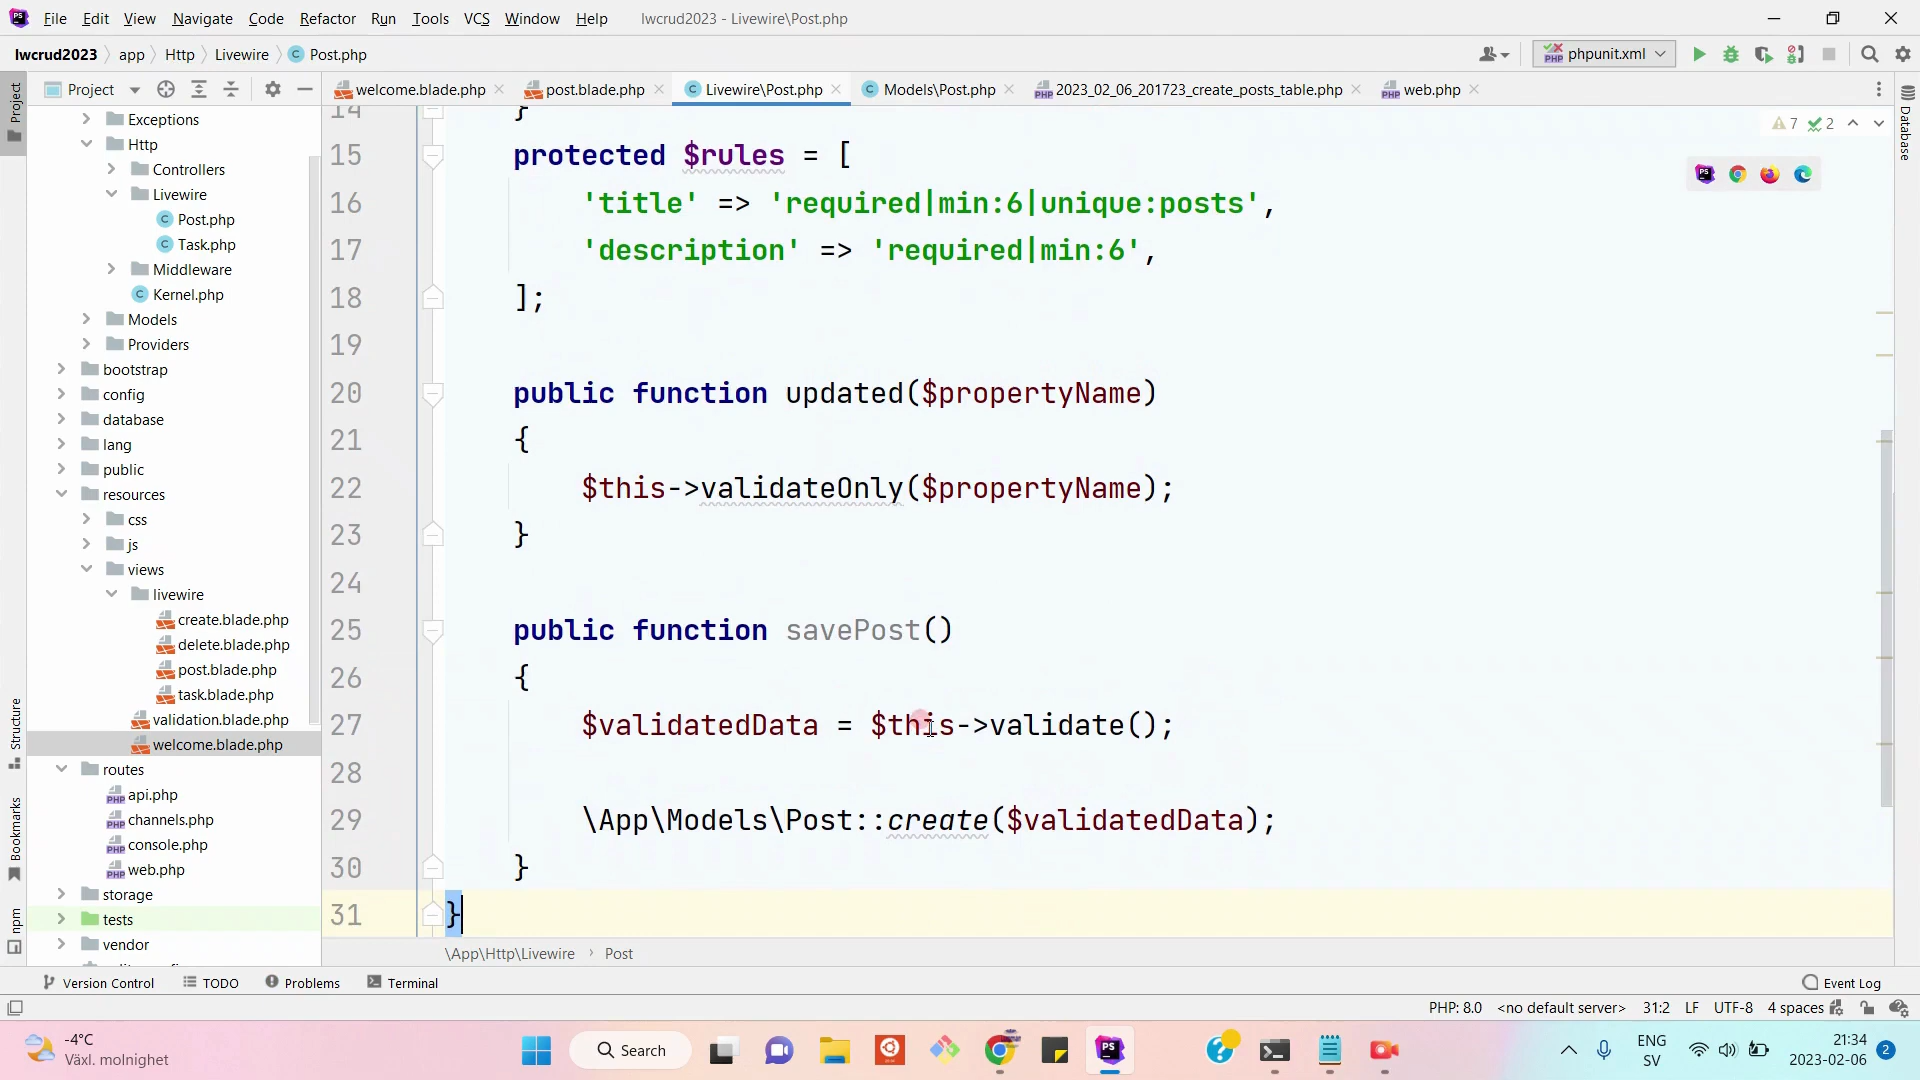 File Edit View Navigate Code Refactor Run Tools VCS Window Help lwcrud2023 - Livewire\Post.php
lwcrud2023 app Http Livewire Post.php
phpunit.xml
Project
welcome.blade.php post.blade.php Livewire\Post.php Models\Post.php 2023_02_06_201723_create_posts_table.php web.php
Project
Structure
Bookmarks
npm
Database
Exceptions
Http
Controllers
Livewire
Post.php
Task.php
Middleware
Kernel.php
Models
Providers
bootstrap
config
database
lang
public
resources
css
js
views
livewire
create.blade.php
delete.blade.php
post.blade.php
task.blade.php
validation.blade.php
welcome.blade.php
routes
api.php
channels.php
console.php
web.php
storage
tests
vendor
7 2
14 }
15 protected $rules = [
16 'title' => 'required|min:6|unique:posts',
17 'description' => 'required|min:6',
18 ];
19
20 public function updated($propertyName)
21 {
22 $this->validateOnly($propertyName);
23 }
24
25 public function savePost()
26 {
27 $validatedData = $this->validate();
28
29 \App\Models\Post::create($validatedData);
30 }
31 }
\App\Http\Livewire Post
Version Control TODO Problems Terminal Event Log
PHP: 8.0 <no default server> 31:2 LF UTF-8 4 spaces
-4°C
Växl. molnighet
Search
ENG
SV
21:34
2023-02-06
2